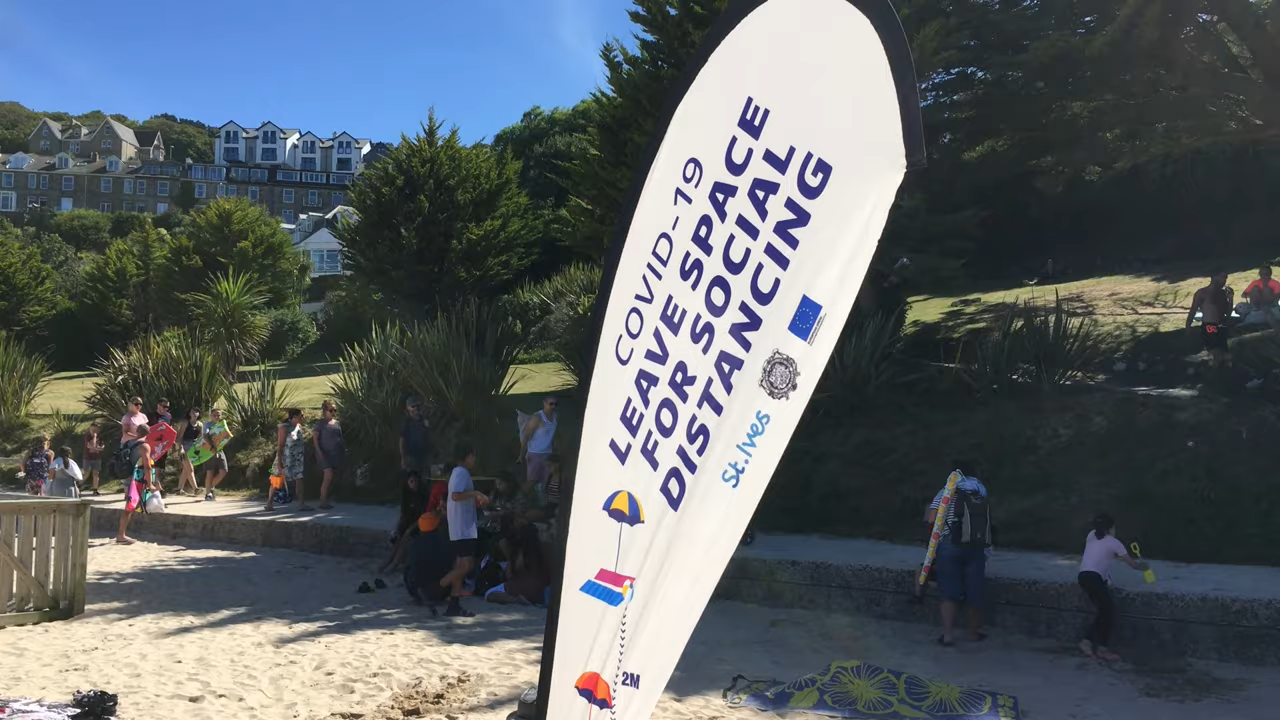 COVID-19
LEAVE SPACE
FOR SOCIAL
DISTANCING
St.Ives
2M